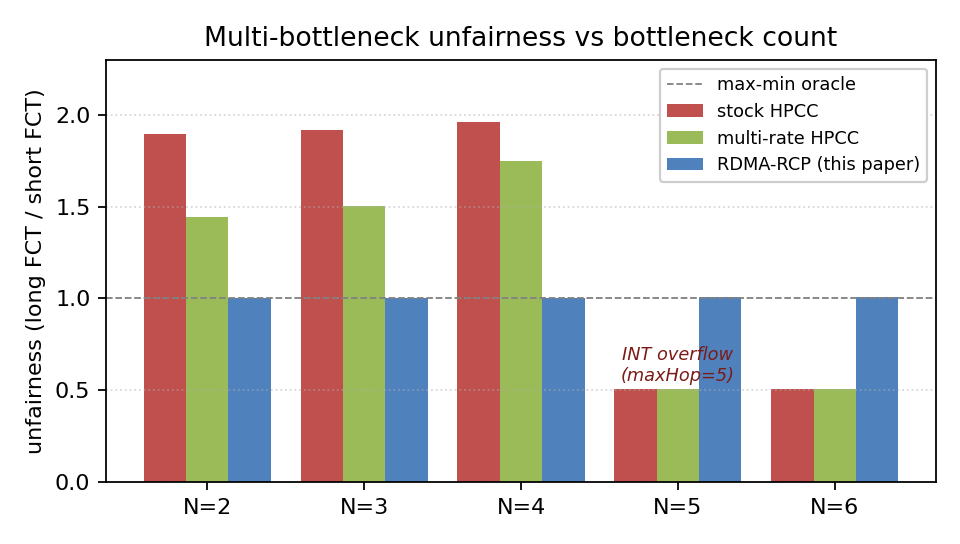 Multi-bottleneck unfairness vs bottleneck count
unfairness (long FCT / short FCT)
2.0
1.5
1.0
0.5
0.0
max-min oracle
stock HPCC
multi-rate HPCC
RDMA-RCP (this paper)
INT overflow
(maxHop=5)
N=2
N=3
N=4
N=5
N=6